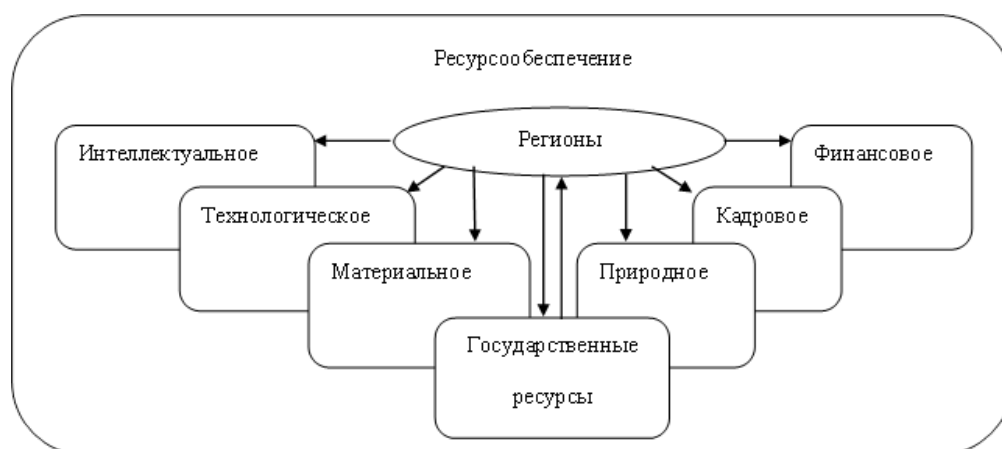 Ресурсообеспечение
Регионы
Интеллектуальное
Финансовое
Технологическое
Кадровое
Материальное
Природное
Государственные
ресурсы